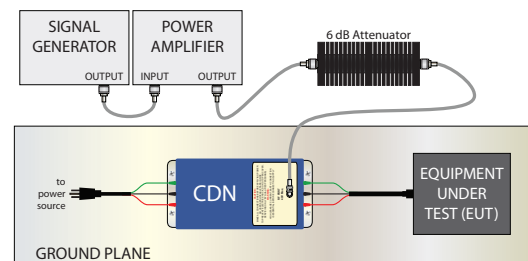 SIGNAL
GENERATOR
OUTPUT
POWER
AMPLIFIER
INPUT
OUTPUT
6 dB Attenuator
to
power
source
CDN
EQUIPMENT
UNDER
TEST (EUT)
GROUND PLANE